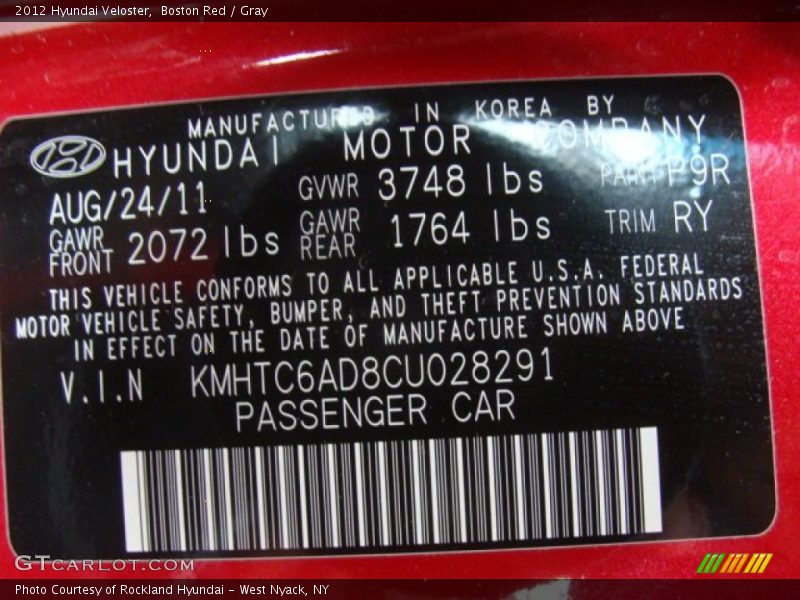 2012 Hyundai Veloster, Boston Red / Gray
MANUFACTURED IN KOREA BY
HYUNDAI MOTOR COMPANY
AUG/24/11 GVWR 3748 lbs PAINT P9R
GAWR FRONT 2072 lbs GAWR REAR 1764 lbs TRIM RY
THIS VEHICLE CONFORMS TO ALL APPLICABLE U.S.A. FEDERAL
MOTOR VEHICLE SAFETY, BUMPER, AND THEFT PREVENTION STANDARDS
IN EFFECT ON THE DATE OF MANUFACTURE SHOWN ABOVE
V.I.N KMHTC6AD8CU028291
PASSENGER CAR
GTCARLOT.COM
Photo Courtesy of Rockland Hyundai - West Nyack, NY